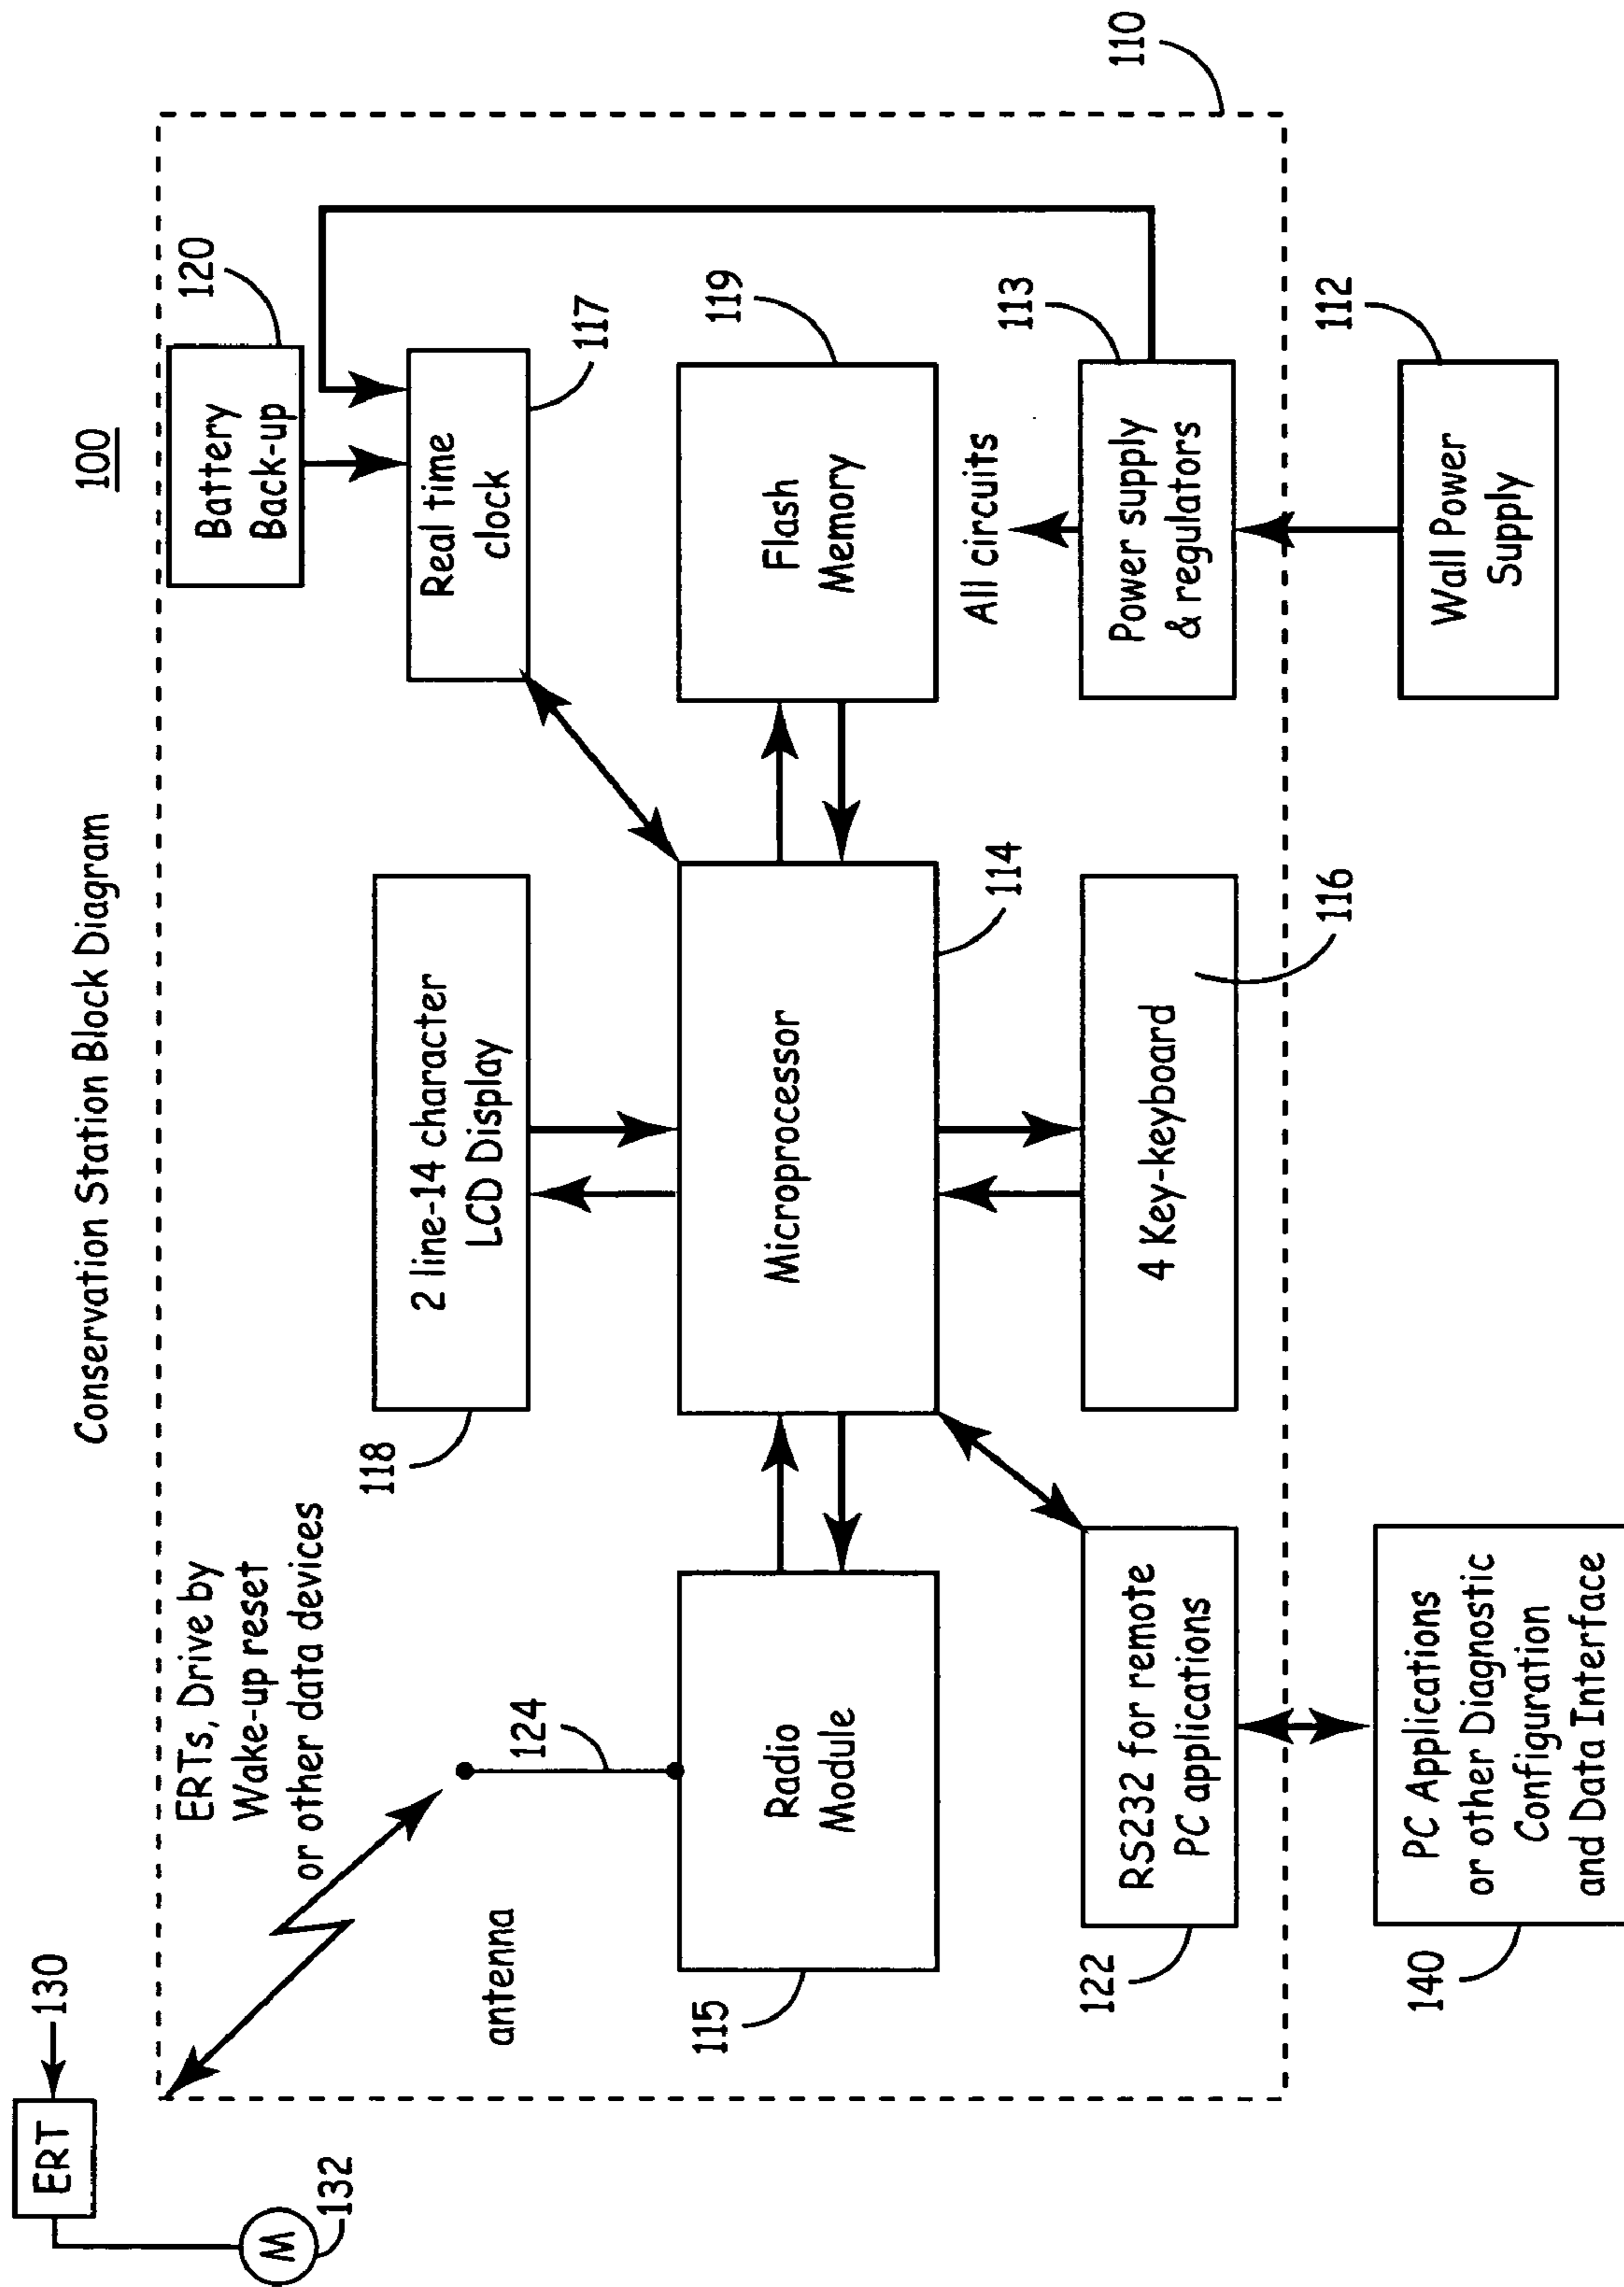 Conservation Station Block Diagram
100
110
ERT
130
M
132
ERTs, Drive by
Wake-up reset
or other data devices
antenna
124
118
2 line-14 character
LCD Display
Battery
Back-up
120
Real time
clock
117
115
Radio
Module
Microprocessor
114
Flash
Memory
119
All circuits
122
RS232 for remote
PC applications
4 Key-keyboard
116
Power supply
& regulators
113
140
PC Applications
or other Diagnostic
Configuration
and Data Interface
Wall Power
Supply
112